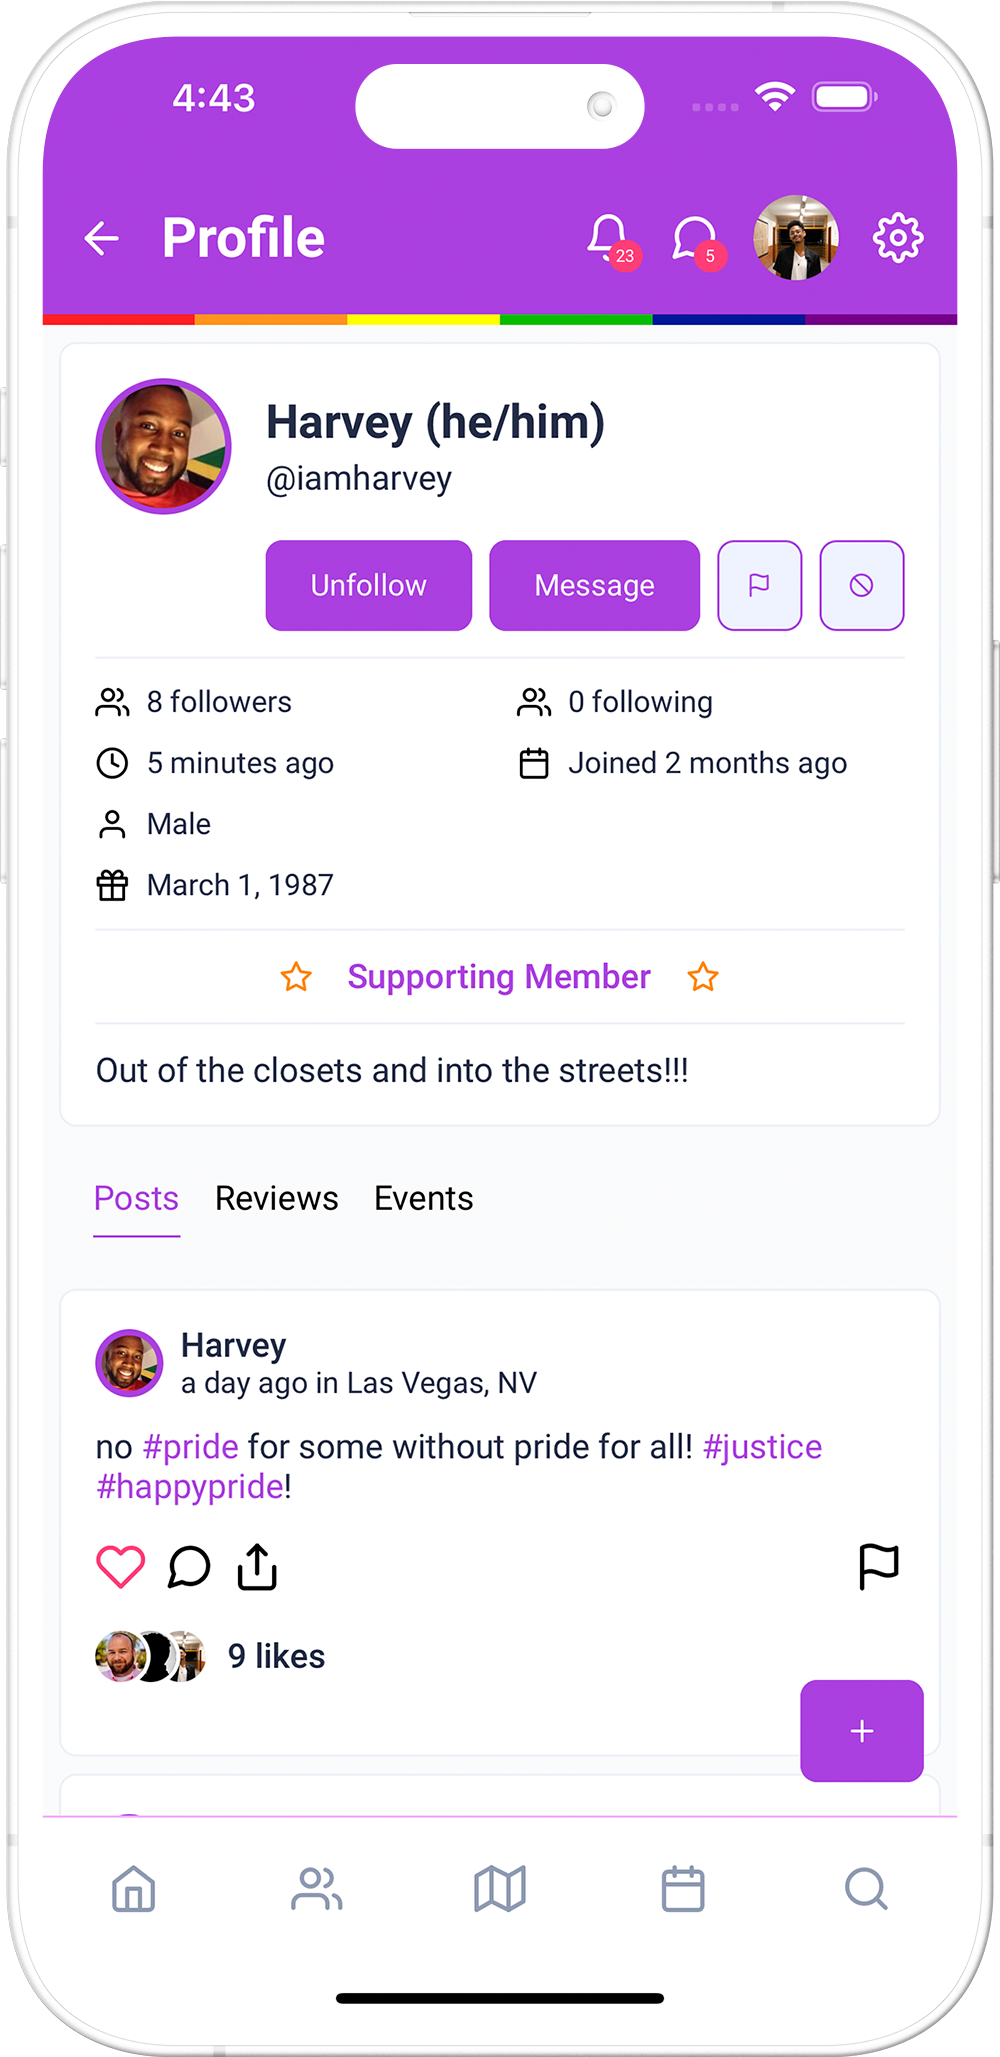 4:43
Profile
23
5
Harvey (he/him)
@iamharvey
Unfollow
Message
8 followers
0 following
5 minutes ago
Joined 2 months ago
Male
March 1, 1987
Supporting Member
Out of the closets and into the streets!!!
Posts
Reviews
Events
Harvey
a day ago in Las Vegas, NV
no #pride for some without pride for all! #justice
#happypride!
9 likes